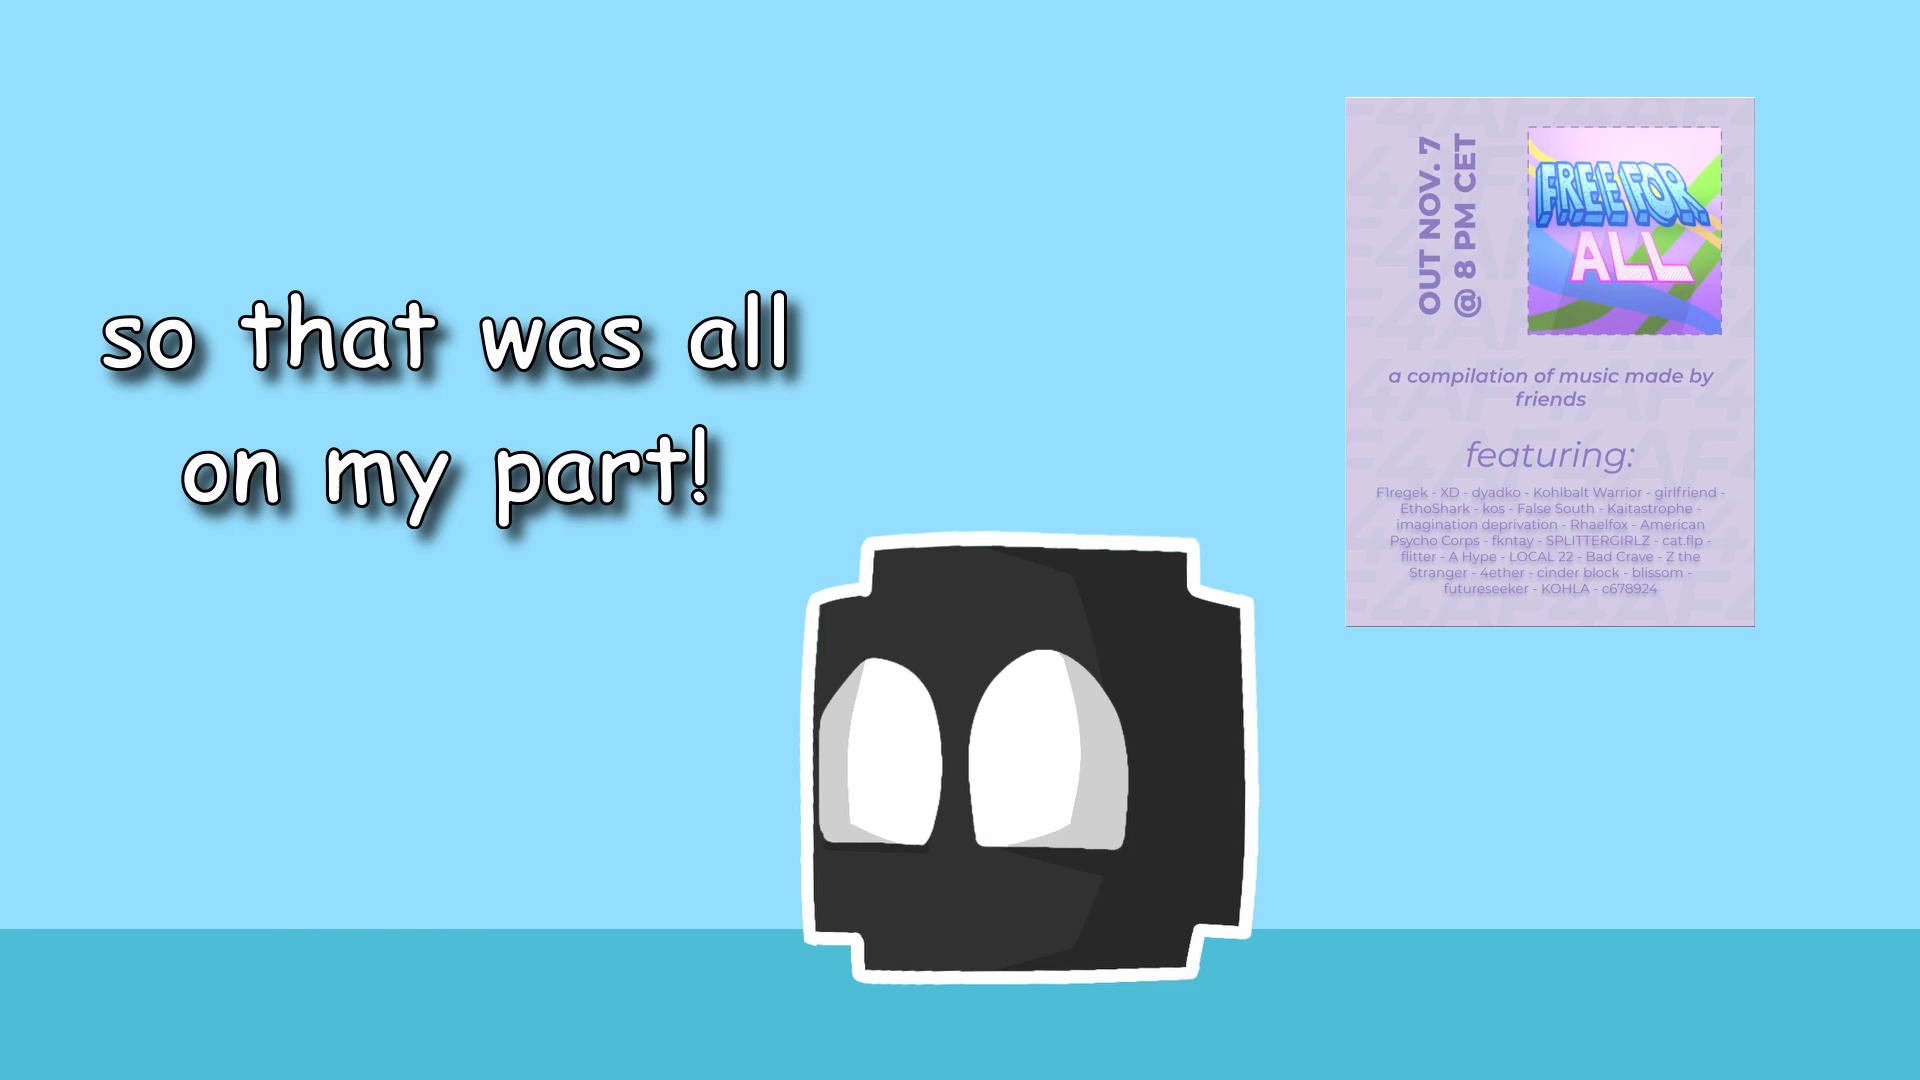 so that was all
on my part!
OUT NOV. 7
@ 8 PM CET
FREE FOR
ALL
a compilation of music made by
friends
featuring:
F1regek - XD - dyadko - Kohlbalt Warrior - girlfriend -
EthoShark - kos - False South - Kaitastrophe -
imagination deprivation - Rhaelfox - American
Psycho Corps - fkntay - SPLITTERGIRLZ - cat.flp -
flitter - A Hype - LOCAL 22 - Bad Crave - Z the
Stranger - 4ether - cinder block - blissom -
futureseeker - KOHLA - c678924